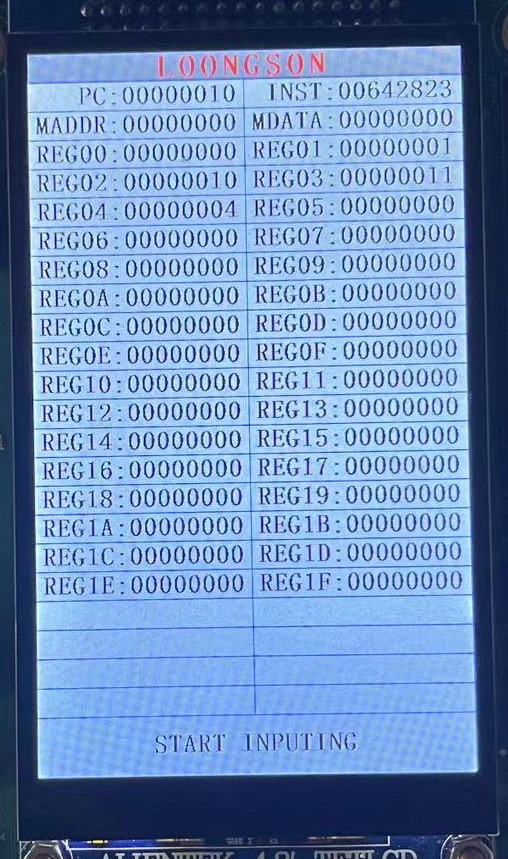 LOONGSON
PC:00000010 INST:00642823
MADDR:00000000 MDATA:00000000
REG00:00000000 REG01:00000001
REG02:00000010 REG03:00000011
REG04:00000004 REG05:00000000
REG06:00000000 REG07:00000000
REG08:00000000 REG09:00000000
REG0A:00000000 REG0B:00000000
REG0C:00000000 REG0D:00000000
REG0E:00000000 REG0F:00000000
REG10:00000000 REG11:00000000
REG12:00000000 REG13:00000000
REG14:00000000 REG15:00000000
REG16:00000000 REG17:00000000
REG18:00000000 REG19:00000000
REG1A:00000000 REG1B:00000000
REG1C:00000000 REG1D:00000000
REG1E:00000000 REG1F:00000000
START INPUTING